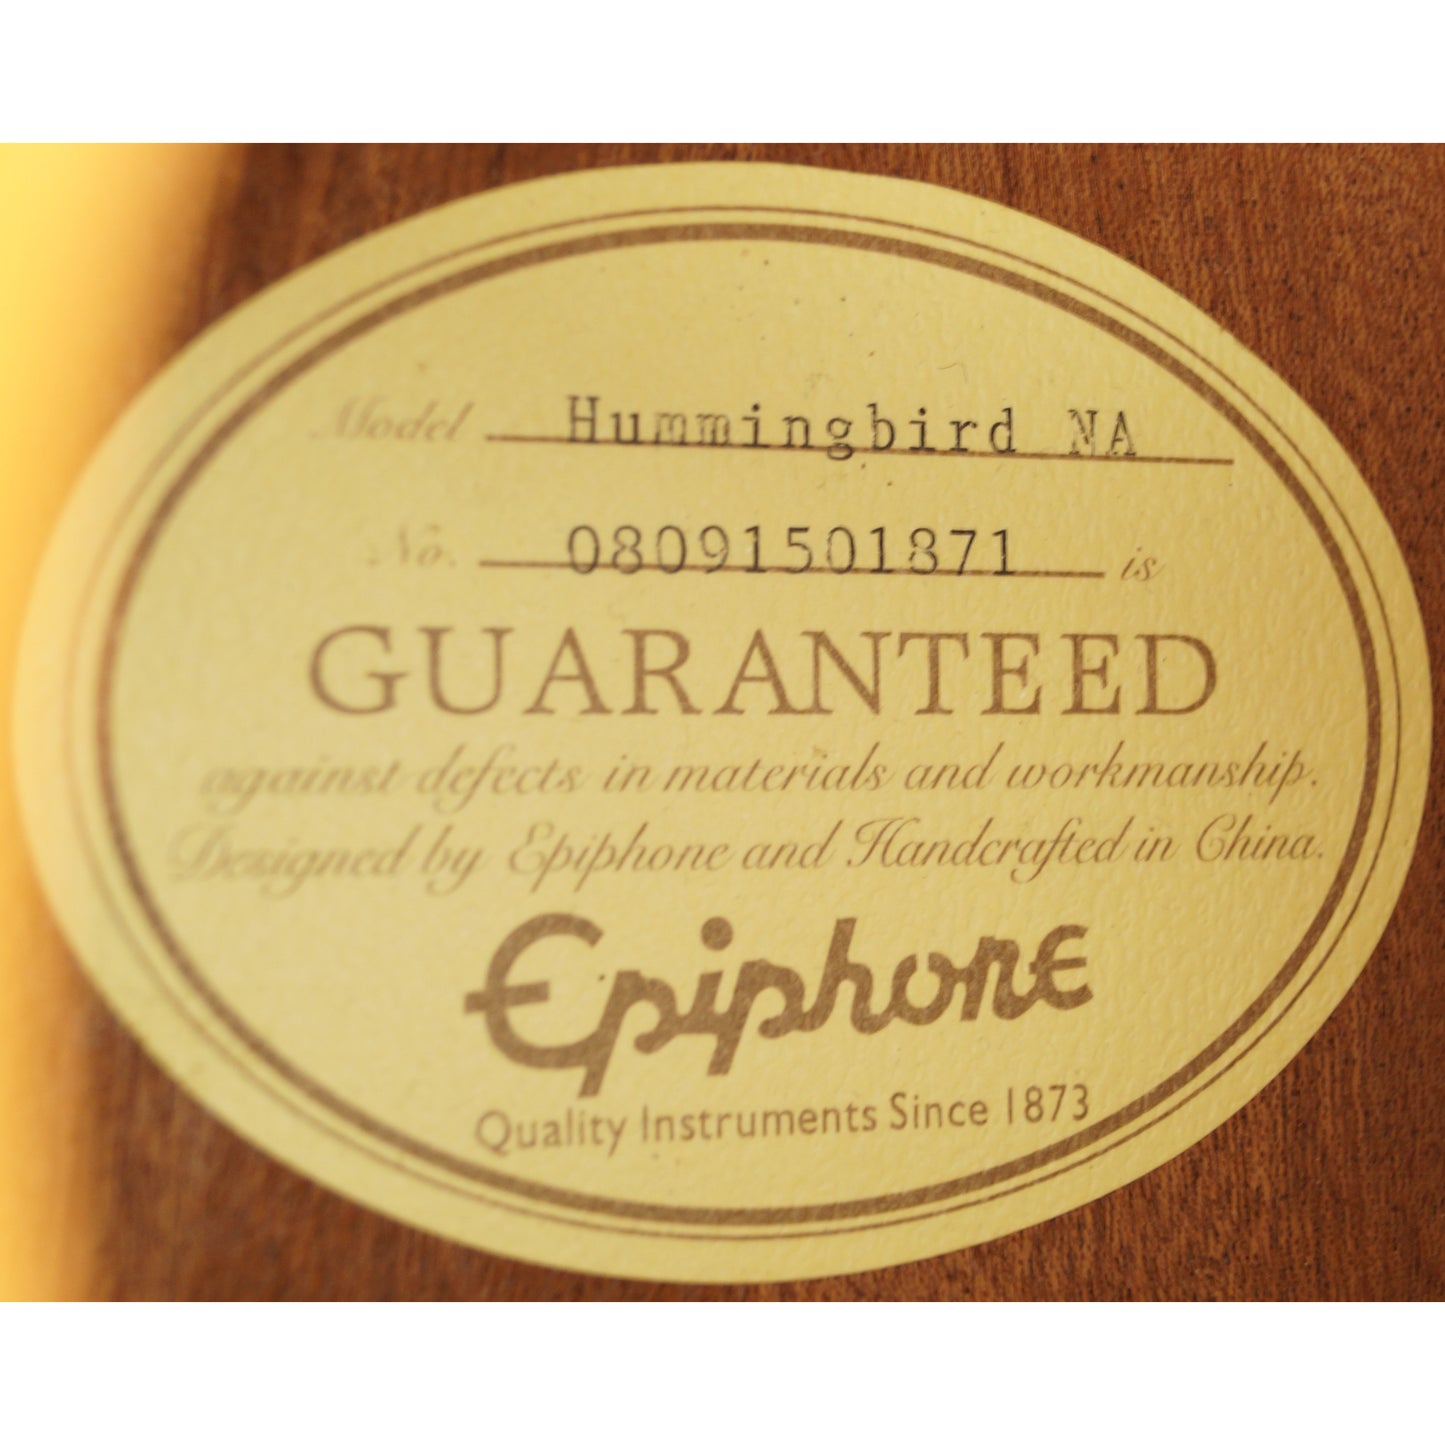 Model Hummingbird NA
No. 08091501871 is
GUARANTEED
against defects in materials and workmanship.
Designed by Epiphone and Handcrafted in China.
Epiphone
Quality Instruments Since 1873